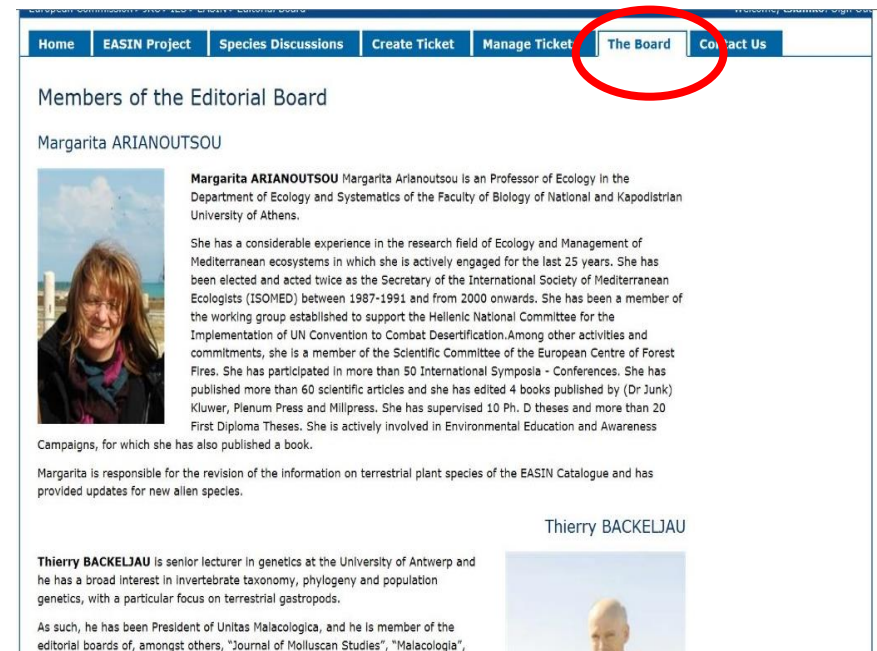 European Commission> JRC> IES> EASIN> Editorial Board Welcome, Sign Out
Home EASIN Project Species Discussions Create Ticket Manage Tickets The Board Contact Us
Members of the Editorial Board
Margarita ARIANOUTSOU
Margarita ARIANOUTSOU Margarita Arianoutsou is an Professor of Ecology in the
Department of Ecology and Systematics of the Faculty of Biology of National and Kapodistrian
University of Athens.
She has a considerable experience in the research field of Ecology and Management of
Mediterranean ecosystems in which she is actively engaged for the last 25 years. She has
been elected and acted twice as the Secretary of the International Society of Mediterranean
Ecologists (ISOMED) between 1987-1991 and from 2000 onwards. She has been a member of
the working group established to support the Hellenic National Committee for the
Implementation of UN Convention to Combat Desertification.Among other activities and
commitments, she is a member of the Scientific Committee of the European Centre of Forest
Fires. She has participated in more than 50 International Symposia - Conferences. She has
published more than 60 scientific articles and she has edited 4 books published by (Dr Junk)
Kluwer, Plenum Press and Millpress. She has supervised 10 Ph. D theses and more than 20
First Diploma Theses. She is actively involved in Environmental Education and Awareness
Campaigns, for which she has also published a book.
Margarita is responsible for the revision of the information on terrestrial plant species of the EASIN Catalogue and has
provided updates for new alien species.
Thierry BACKELJAU
Thierry BACKELJAU is senior lecturer in genetics at the University of Antwerp and
he has a broad interest in invertebrate taxonomy, phylogeny and population
genetics, with a particular focus on terrestrial gastropods.
As such, he has been President of Unitas Malacologica, and he is member of the
editorial boards of, amongst others, "Journal of Molluscan Studies", "Malacologia",